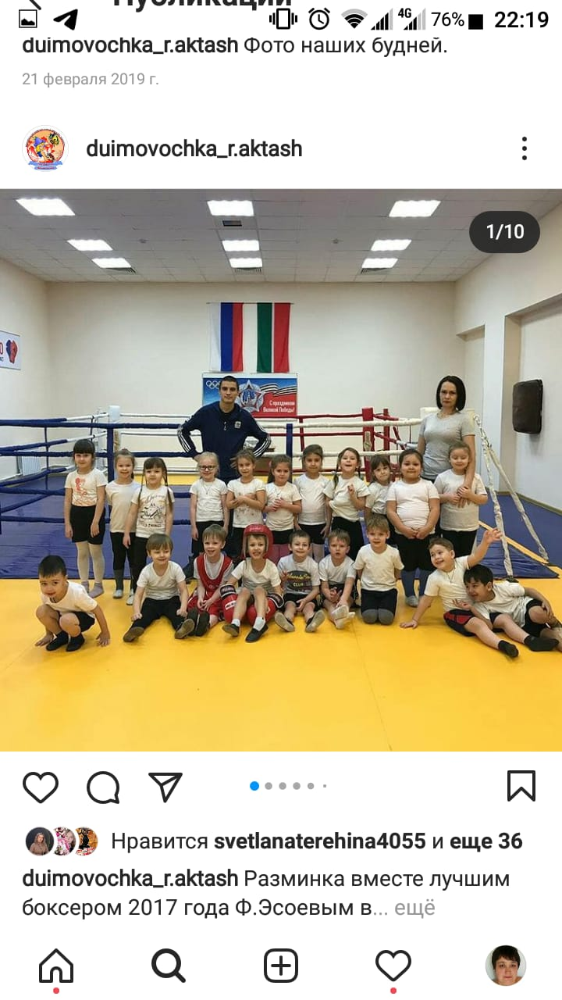 Публикации
4G 76% 22:19
duimovochka_r.aktash Фото наших будней.
21 февраля 2019 г.
duimovochka_r.aktash
1/10
С праздником
Великой Победы!
Нравится svetlanaterehina4055 и еще 36
duimovochka_r.aktash Разминка вместе лучшим
боксером 2017 года Ф.Эсоевым в... ещё